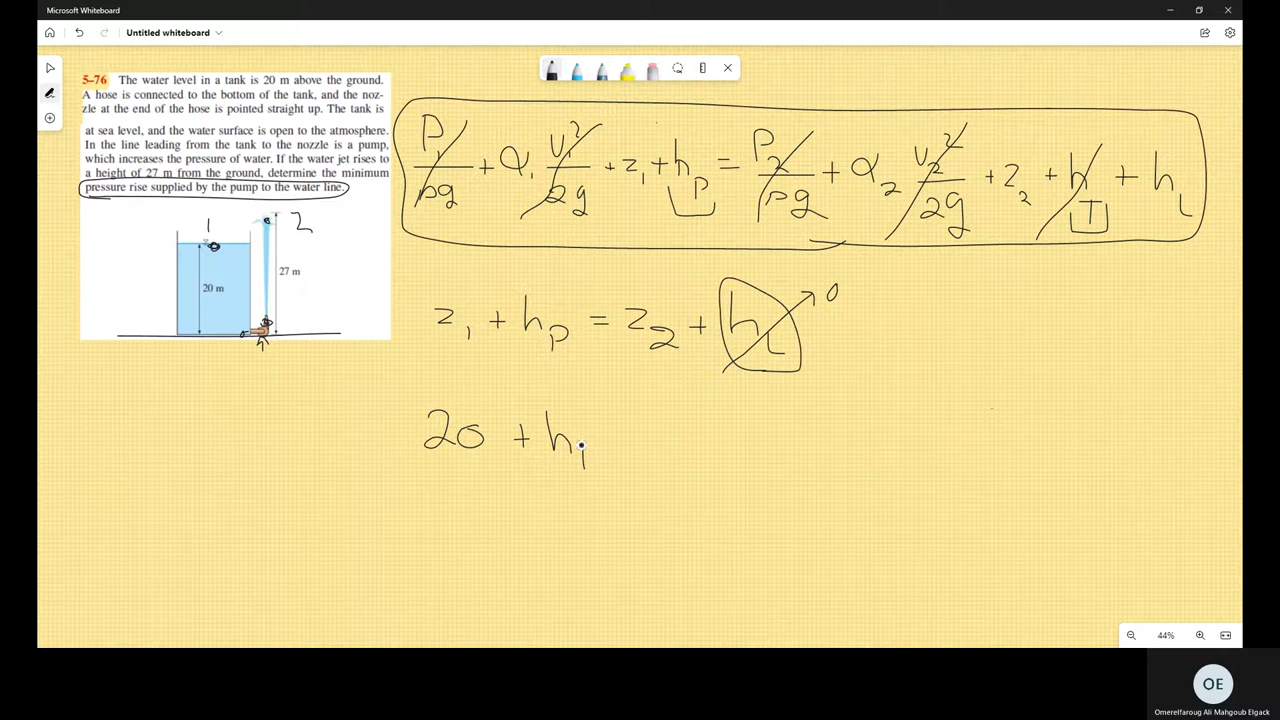 Microsoft Whiteboard
Untitled whiteboard
5–76 The water level in a tank is 20 m above the ground.
A hose is connected to the bottom of the tank, and the noz-
zle at the end of the hose is pointed straight up. The tank is
at sea level, and the water surface is open to the atmosphere.
In the line leading from the tank to the nozzle is a pump,
which increases the pressure of water. If the water jet rises to
a height of 27 m from the ground, determine the minimum
pressure rise supplied by the pump to the water line.
P1/ρg + α1 V1²/2g + z1 + hP = P2/ρg + α2 V2²/2g + z2 + hT + hL
1
2
27 m
20 m
z1 + hP = z2 + hL 0
20 + h
44%
OE
Omerelfaroug Ali Mahgoub Elgack